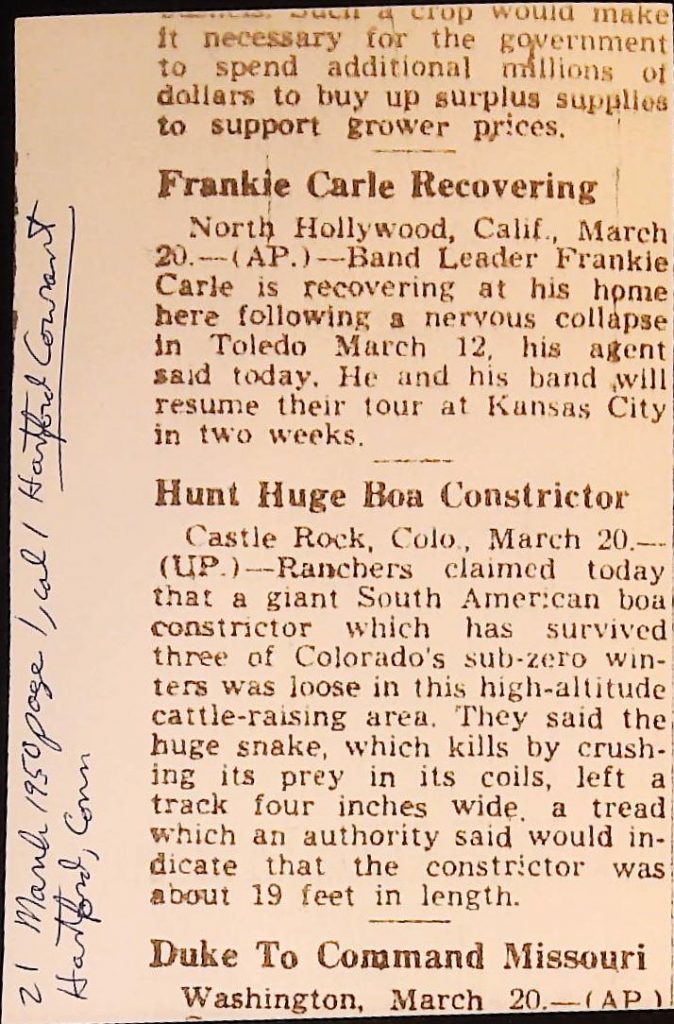 Such a crop would make
it necessary for the government
to spend additional millions of
dollars to buy up surplus supplies
to support grower prices.
Frankie Carle Recovering
North Hollywood, Calif., March
20.—(AP.)—Band Leader Frankie
Carle is recovering at his home
here following a nervous collapse
in Toledo March 12, his agent
said today. He and his band will
resume their tour at Kansas City
in two weeks.
Hunt Huge Boa Constrictor
Castle Rock, Colo., March 20.—
(UP.)—Ranchers claimed today
that a giant South American boa
constrictor which has survived
three of Colorado's sub-zero win-
ters was loose in this high-altitude
cattle-raising area. They said the
huge snake, which kills by crush-
ing its prey in its coils, left a
track four inches wide, a tread
which an authority said would in-
dicate that the constrictor was
about 19 feet in length.
Duke To Command Missouri
Washington, March 20.—(AP.)
21 March 1950 page 1, col 1 Hartford Courant
Hartford, Conn